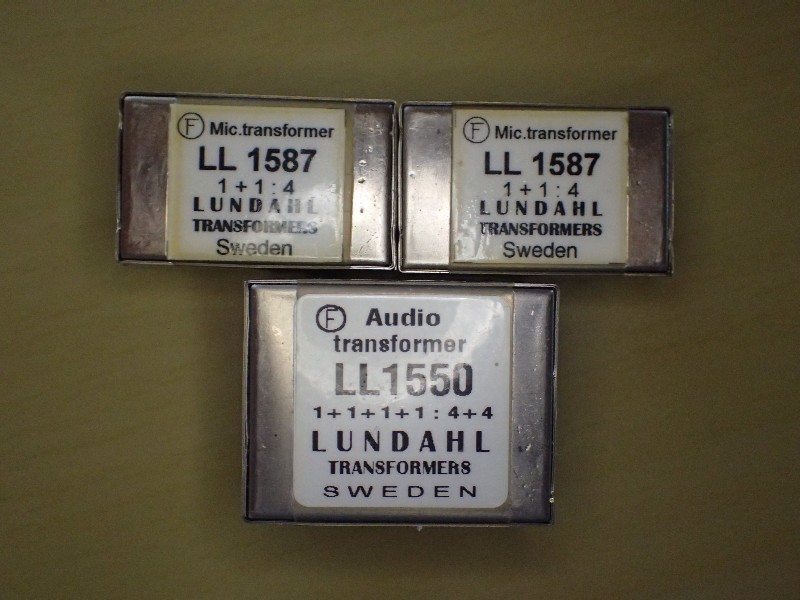 Ⓕ Mic.transformer
LL 1587
1 + 1 : 4
LUNDAHL
TRANSFORMERS
Sweden
Ⓕ Mic.transformer
LL 1587
1 + 1 : 4
LUNDAHL
TRANSFORMERS
Sweden
Ⓕ Audio
transformer
LL1550
1+1+1+1 : 4+4
LUNDAHL
TRANSFORMERS
SWEDEN